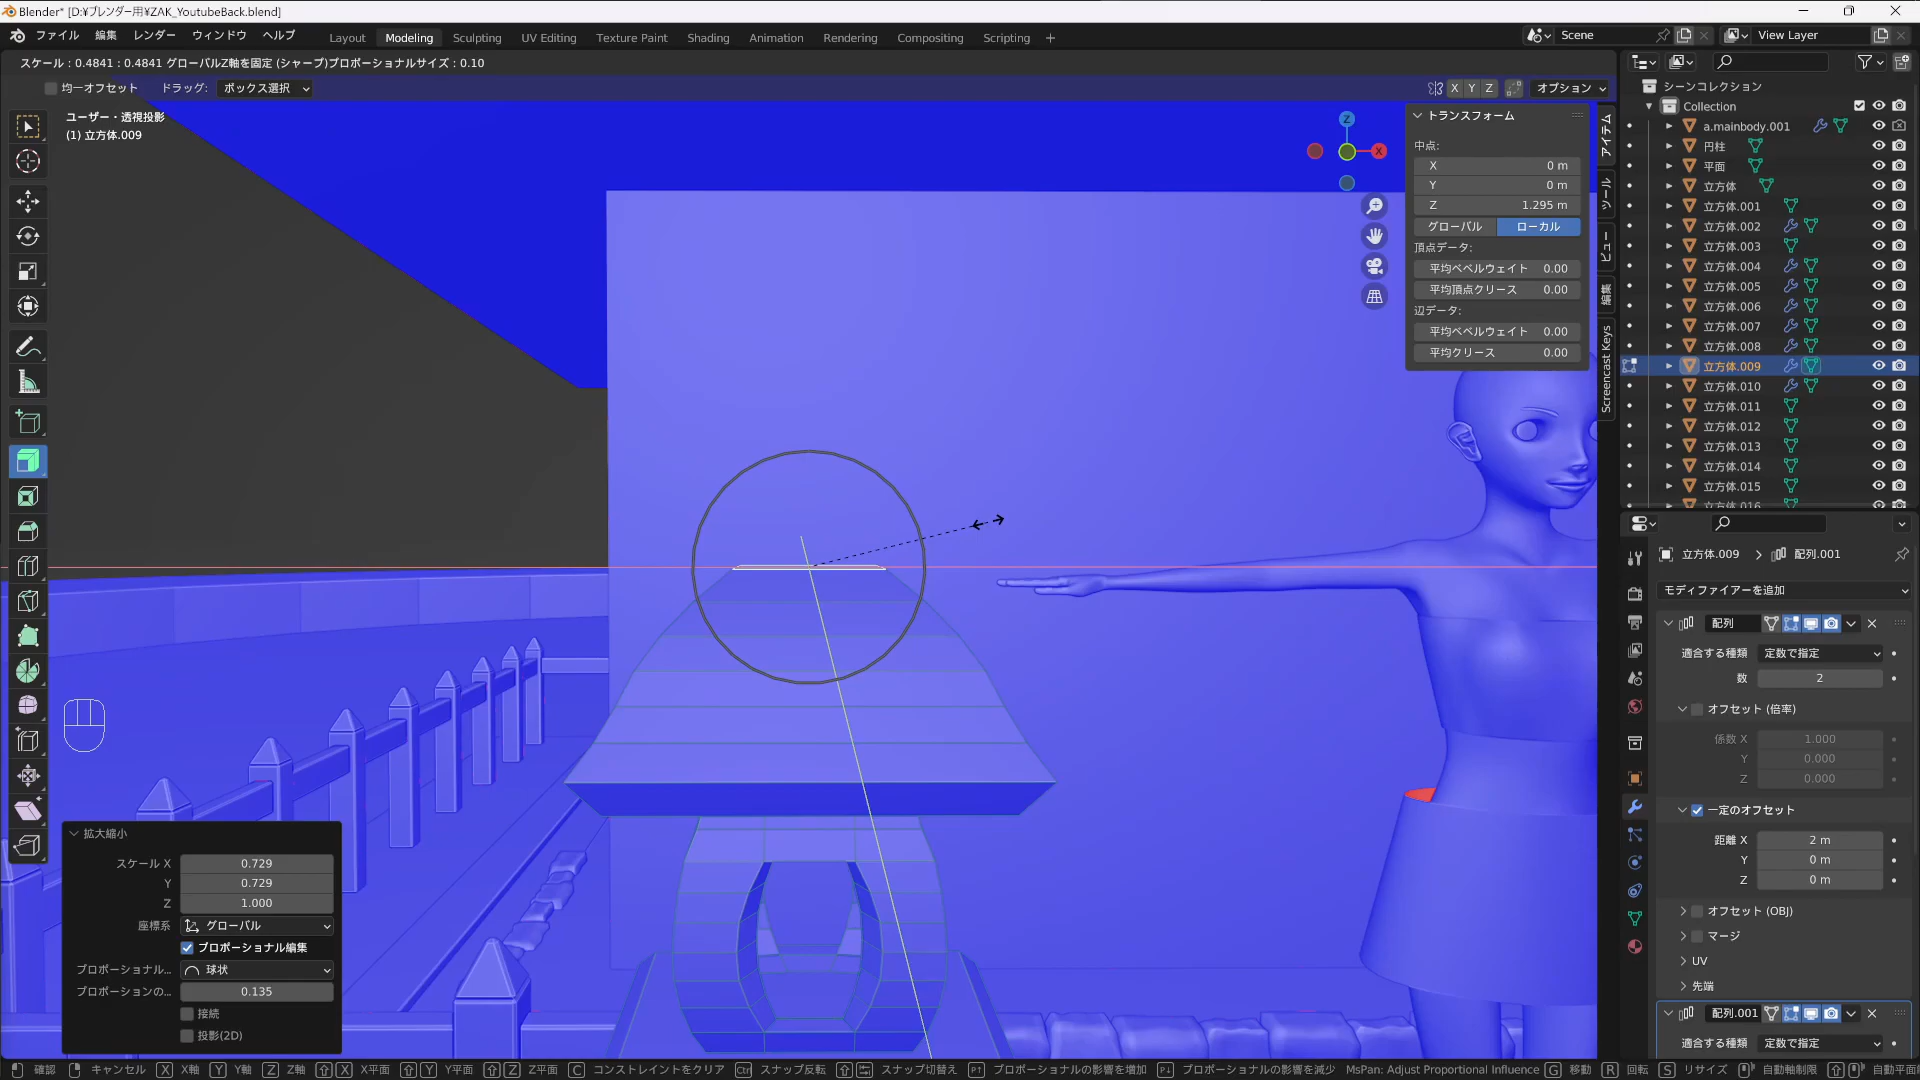 Blender* [D:¥ブレンダー用¥ZAK_YoutubeBack.blend]
ファイル 編集 レンダー ウィンドウ ヘルプ Layout Modeling Sculpting UV Editing Texture Paint Shading Animation Rendering Compositing Scripting + Scene View Layer
スケール : 0.4841 : 0.4841 グローバルZ軸を固定 (シャープ)プロポーショナルサイズ : 0.10
均一オフセット ドラッグ: ボックス選択 X Y Z オプション
ユーザー・透視投影
(1) 立方体.009
Z
X
トランスフォーム
中点:
X 0 m
Y 0 m
Z 1.295 m
グローバル ローカル
頂点データ:
平均ベベルウェイト 0.00
平均頂点クリース 0.00
辺データ:
平均ベベルウェイト 0.00
平均クリース 0.00
アイテム
ツール
ビュー
編集
Screencast Keys
シーンコレクション
Collection
a.mainbody.001
円柱
平面
立方体
立方体.001
立方体.002
立方体.003
立方体.004
立方体.005
立方体.006
立方体.007
立方体.008
立方体.009
立方体.010
立方体.011
立方体.012
立方体.013
立方体.014
立方体.015
立方体.016
立方体.009 > 配列.001
モディファイアーを追加
配列
適合する種類 定数で指定
数 2
オフセット (倍率)
係数 X 1.000
Y 0.000
Z 0.000
一定のオフセット
距離 X 2 m
Y 0 m
Z 0 m
オフセット (OBJ)
マージ
UV
先端
配列.001
適合する種類 定数で指定
拡大縮小
スケール X 0.729
Y 0.729
Z 1.000
座標系 グローバル
プロポーショナル編集
プロポーショナル... 球状
プロポーションの... 0.135
接続
投影(2D)
確認 キャンセル X X軸 Y Y軸 Z Z軸 X X平面 Y Y平面 Z Z平面 C コンストレイントをクリア Ctrl スナップ反転 スナップ切替え プロポーショナルの影響を増加 プロポーショナルの影響を減少 MsPan: Adjust Proportional Influence G 移動 R 回転 S リサイズ 自動軸制限 自動平面